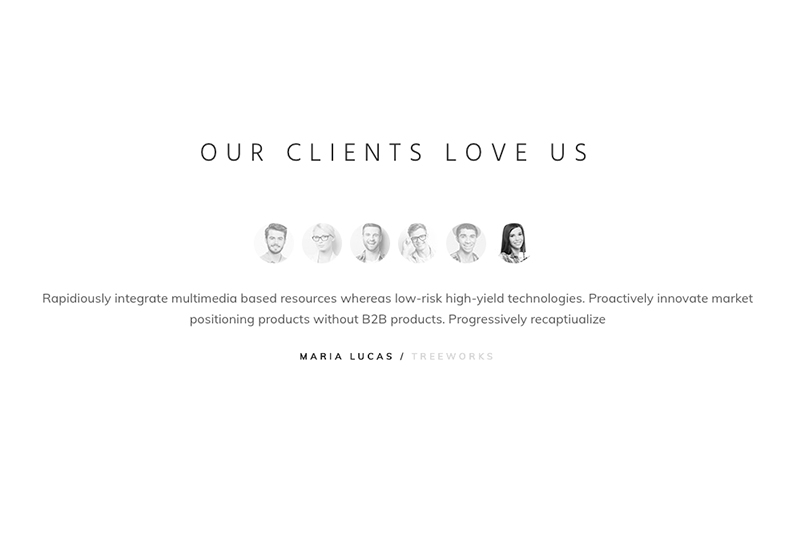 OUR CLIENTS LOVE US
Rapidiously integrate multimedia based resources whereas low-risk high-yield technologies. Proactively innovate market
positioning products without B2B products. Progressively recaptiualize
MARIA LUCAS / TREEWORKS